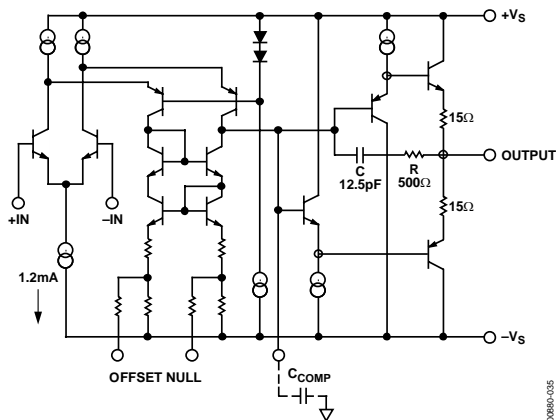 +VS
15Ω
OUTPUT
C
12.5pF
R
500Ω
+IN
–IN
15Ω
1.2mA
–VS
OFFSET NULL
CCOMP
00880-035